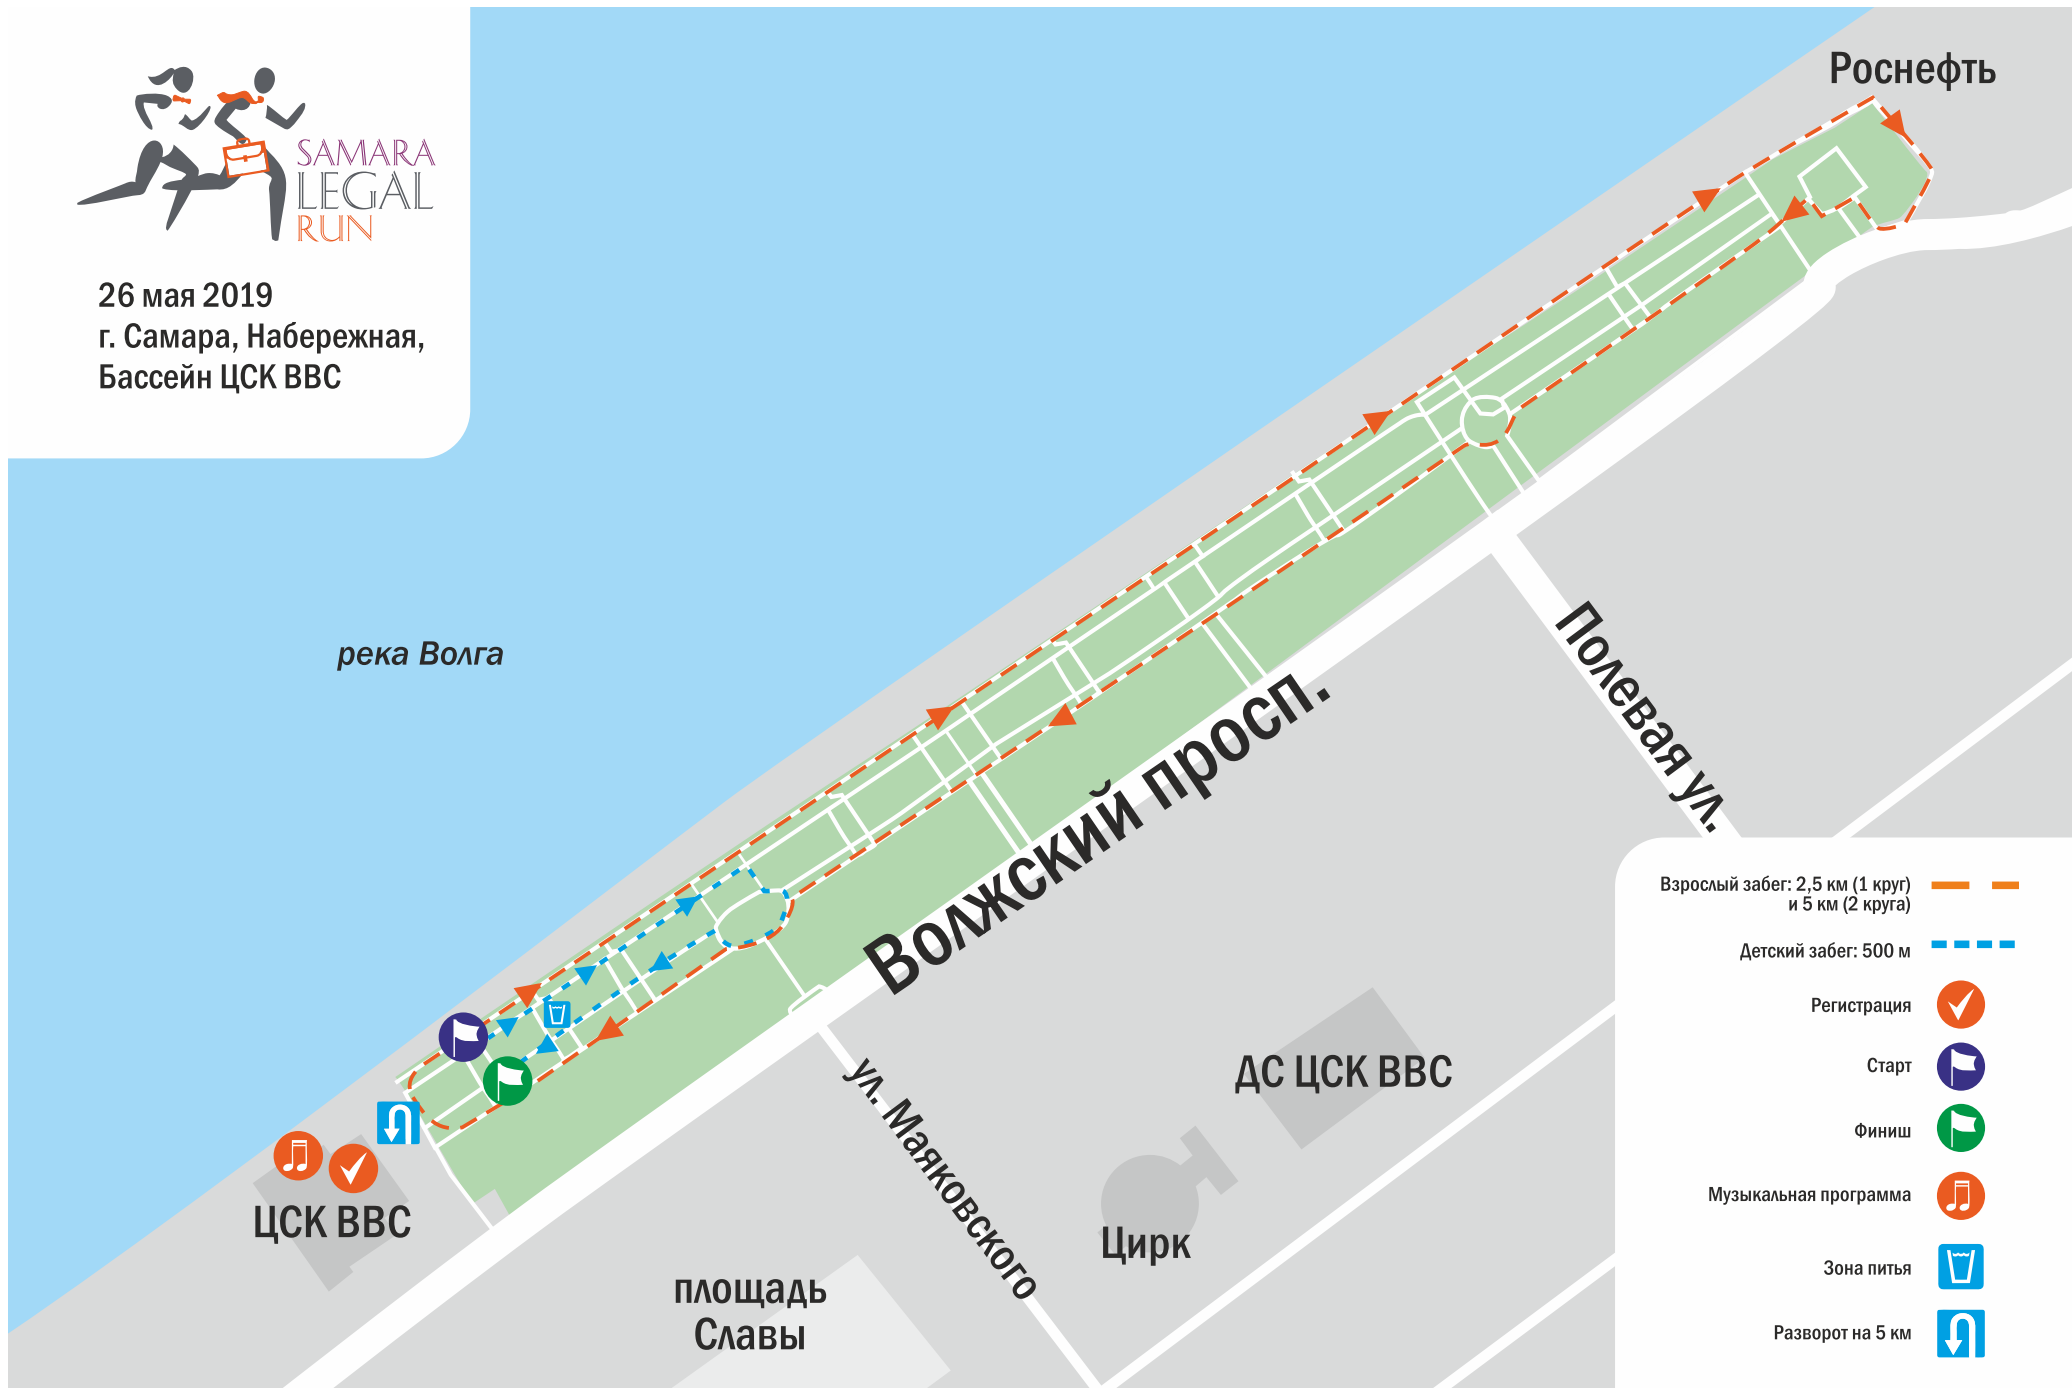 SAMARA
LEGAL
RUN
26 мая 2019
г. Самара, Набережная,
Бассейн ЦСК ВВС
Роснефть
река Волга
Полевая ул.
Волжский просп.
ул. Маяковского
ДС ЦСК ВВС
Цирк
ЦСК ВВС
площадь
Славы
Взрослый забег: 2,5 км (1 круг)
и 5 км (2 круга)
Детский забег: 500 м
Регистрация
Старт
Финиш
Музыкальная программа
Зона питья
Разворот на 5 км